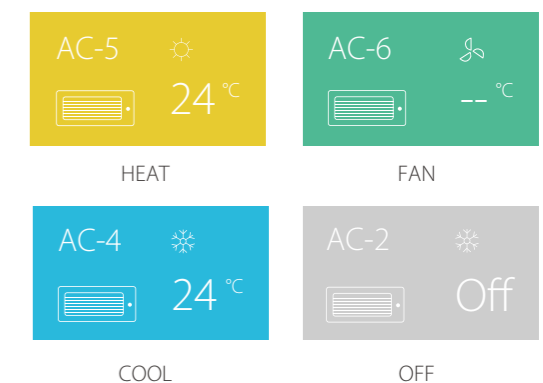 AC-5
24 °C
HEAT
AC-6
-- °C
FAN
AC-4
24 °C
COOL
AC-2
Off
OFF